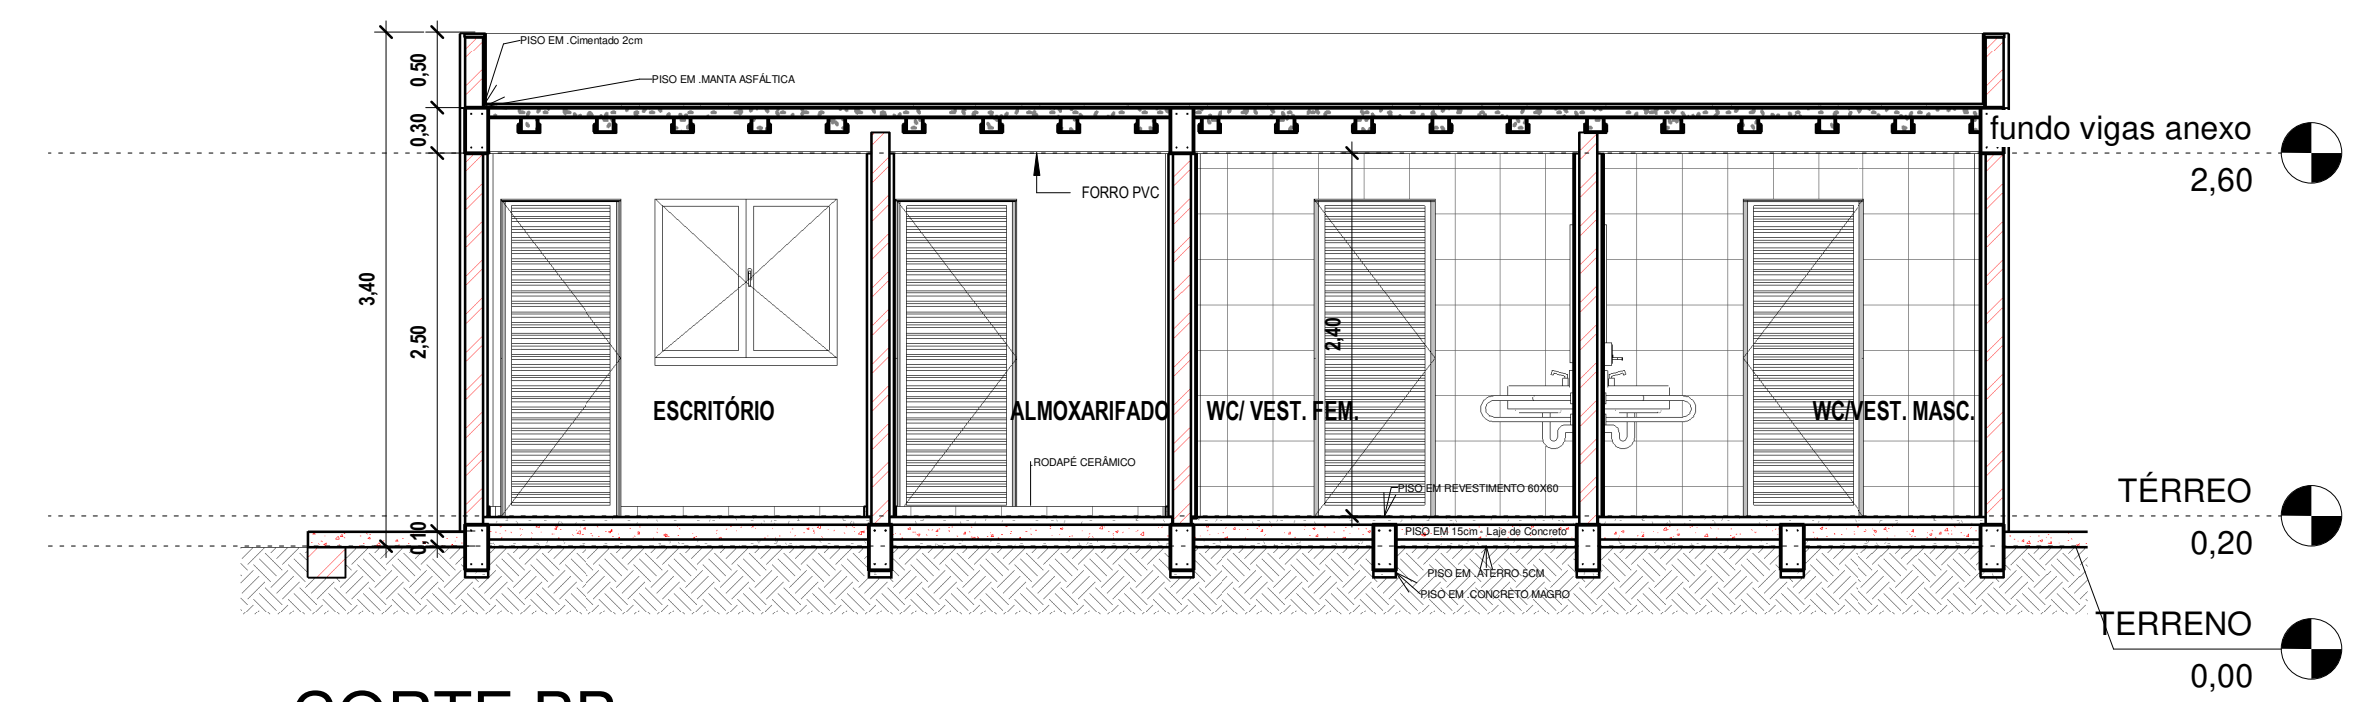 PISO EM .Cimentado 2cm
PISO EM .MANTA ASFÁLTICA
0,50
0,30
fundo vigas anexo
2,60
FORRO PVC
3,40
2,50
2,40
ESCRITÓRIO
ALMOXARIFADO
WC/ VEST. FEM.
WC/VEST. MASC.
RODAPÉ CERÂMICO
PISO EM REVESTIMENTO 60X60
TÉRREO
0,20
0,10
PISO EM 15cm - Laje de Concreto
PISO EM .ATERRO 5CM
PISO EM .CONCRETO MAGRO
TERRENO
0,00
CORTE BB